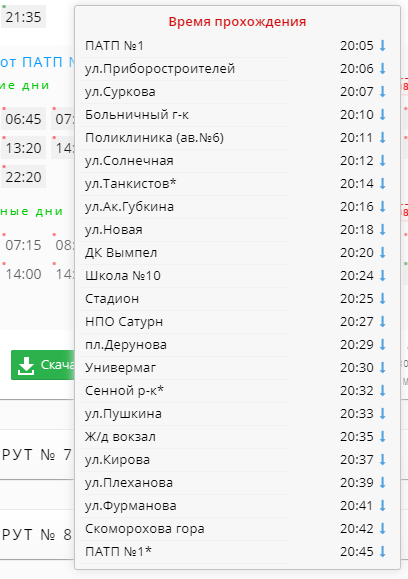 21:35
от ПАТП №
ие дни
06:45 07:
13:20 14:
22:20
ные дни
07:15 08:
14:00 14:
Скача
РУТ № 7
РУТ № 8
Время прохождения
ПАТП №1 20:05
ул.Приборостроителей 20:06
ул.Суркова 20:07
Больничный г-к 20:10
Поликлиника (ав.№6) 20:11
ул.Солнечная 20:12
ул.Танкистов* 20:14
ул.Ак.Губкина 20:16
ул.Новая 20:18
ДК Вымпел 20:20
Школа №10 20:24
Стадион 20:25
НПО Сатурн 20:27
пл.Дерунова 20:29
Универмаг 20:30
Сенной р-к* 20:32
ул.Пушкина 20:33
Ж/д вокзал 20:35
ул.Кирова 20:37
ул.Плеханова 20:39
ул.Фурманова 20:41
Скоморохова гора 20:42
ПАТП №1* 20:45